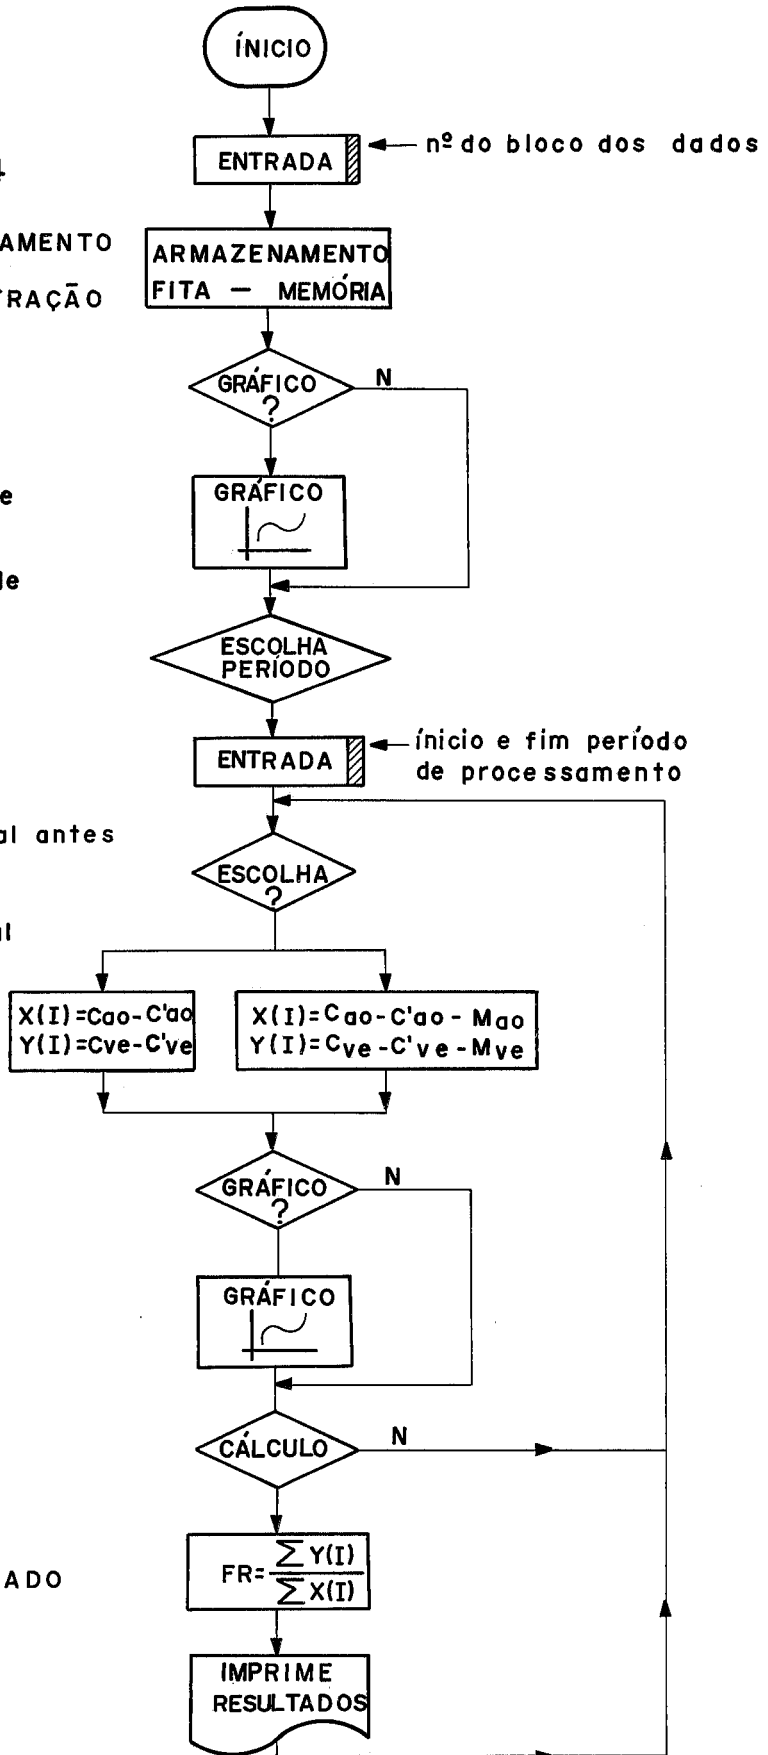 ÍNICIO
ENTRADA
nº do bloco dos dados
4
AMENTO
TRAÇÃO
ARMAZENAMENTO
FITA — MEMÓRIA
GRÁFICO
?
N
GRÁFICO
e
de
ESCOLHA
PERÍODO
ENTRADA
ínicio e fim período
de processamento
al antes
ESCOLHA
?
al
X(I)=Cao-C'ao
Y(I)=Cve-C've
X(I)=Cao-C'ao-Mao
Y(I)=Cve-C've-Mve
GRÁFICO
?
N
GRÁFICO
CÁLCULO
N
FR= ∑ Y(I)
∑ X(I)
ADO
IMPRIME
RESULTADOS